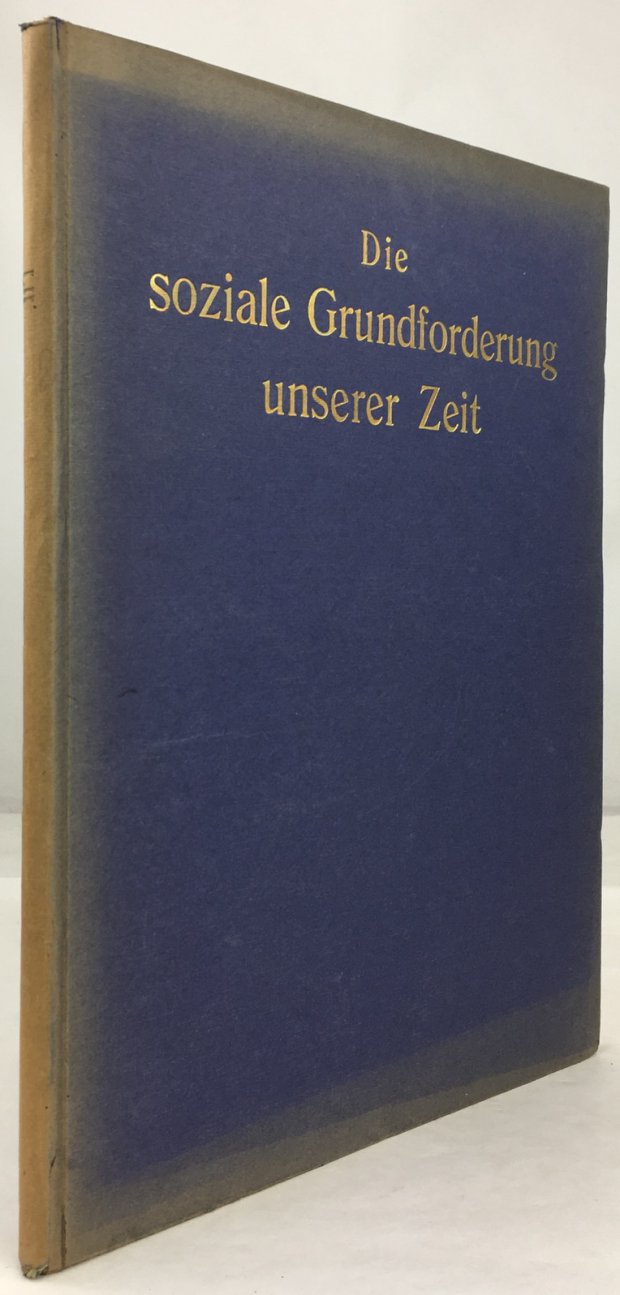 Die
soziale Grundforderung
unserer Zeit